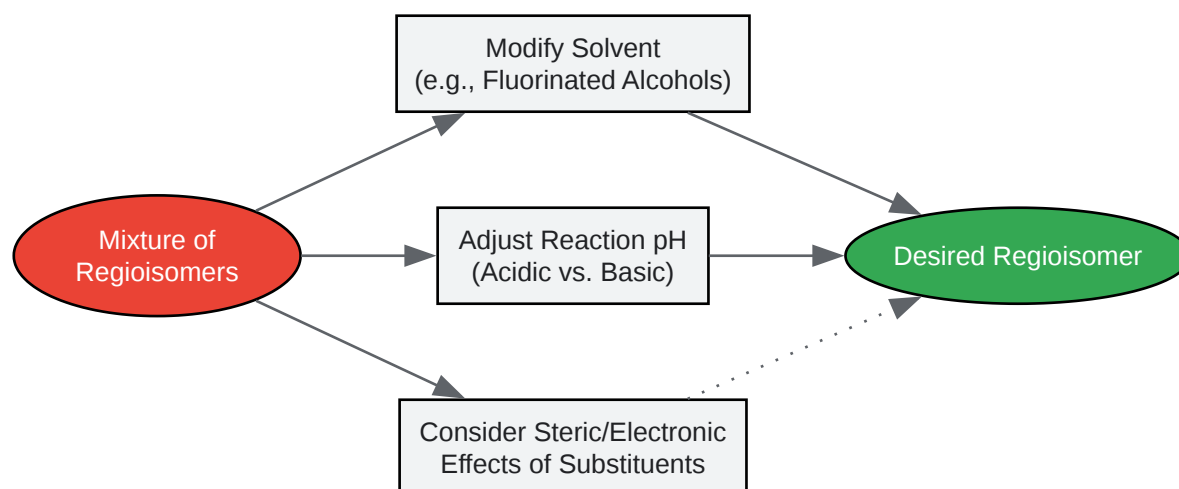 Modify Solvent
(e.g., Fluorinated Alcohols)
Mixture of
Regioisomers
Adjust Reaction pH
(Acidic vs. Basic)
Desired Regioisomer
Consider Steric/Electronic
Effects of Substituents